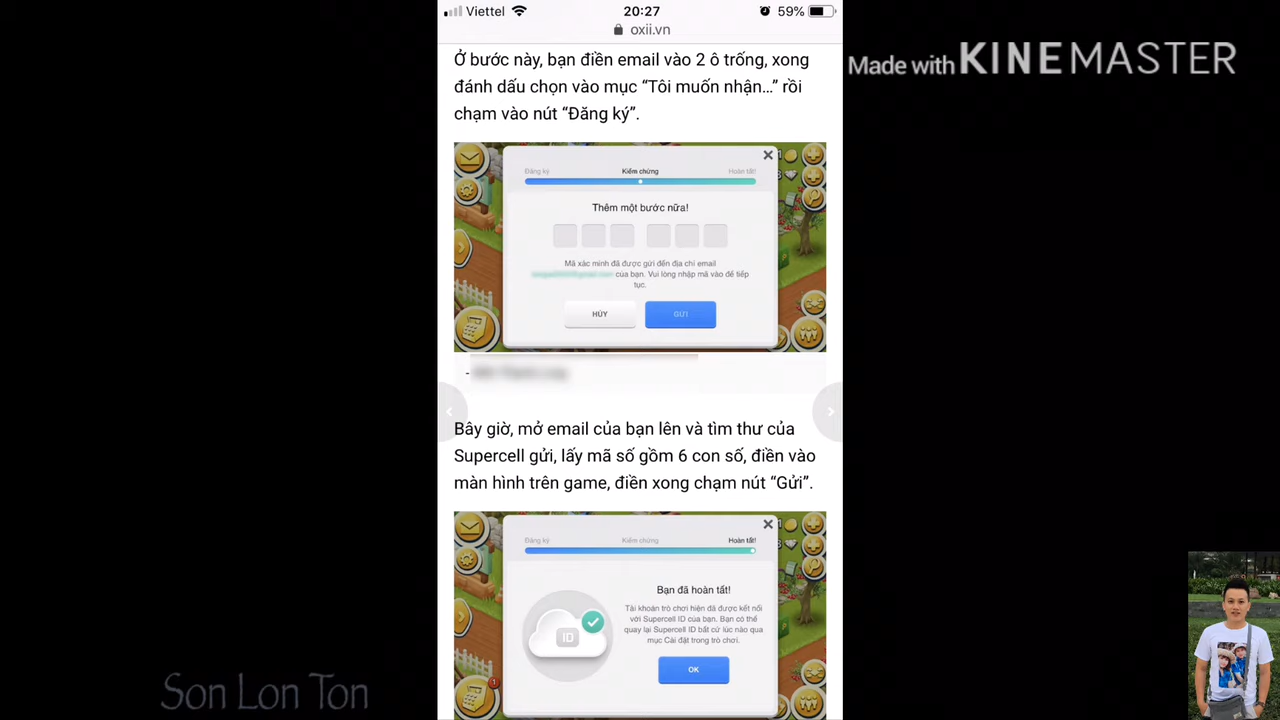 Viettel 20:27 59%
oxii.vn
Made with KINEMASTER
Ở bước này, bạn điền email vào 2 ô trống, xong
đánh dấu chọn vào mục “Tôi muốn nhận...” rồi
chạm vào nút “Đăng ký”.
Đăng ký Kiểm chứng Hoàn tất!
Thêm một bước nữa!
Mã xác minh đã được gửi đến địa chỉ email
của bạn. Vui lòng nhập mã vào để tiếp
tục.
HỦY GỬI
Bây giờ, mở email của bạn lên và tìm thư của
Supercell gửi, lấy mã số gồm 6 con số, điền vào
màn hình trên game, điền xong chạm nút “Gửi”.
Đăng ký Kiểm chứng Hoàn tất!
Bạn đã hoàn tất!
Tài khoản trò chơi hiện đã được kết nối
với Supercell ID của bạn. Bạn có thể
quay lại Supercell ID bất cứ lúc nào qua
mục Cài đặt trong trò chơi.
ID
OK
Son Lon Ton